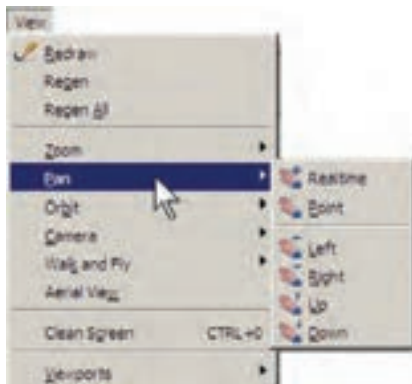 View
Redraw
Regen
Regen All
Zoom
Pan
Orbit
Camera
Walk and Fly
Aerial View
Clean Screen CTRL+0
Viewports
Realtime
Point
Left
Right
Up
Down